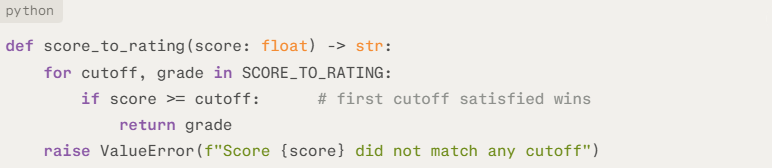 python
def score_to_rating(score: float) -> str:
    for cutoff, grade in SCORE_TO_RATING:
        if score >= cutoff:      # first cutoff satisfied wins
            return grade
    raise ValueError(f"Score {score} did not match any cutoff")